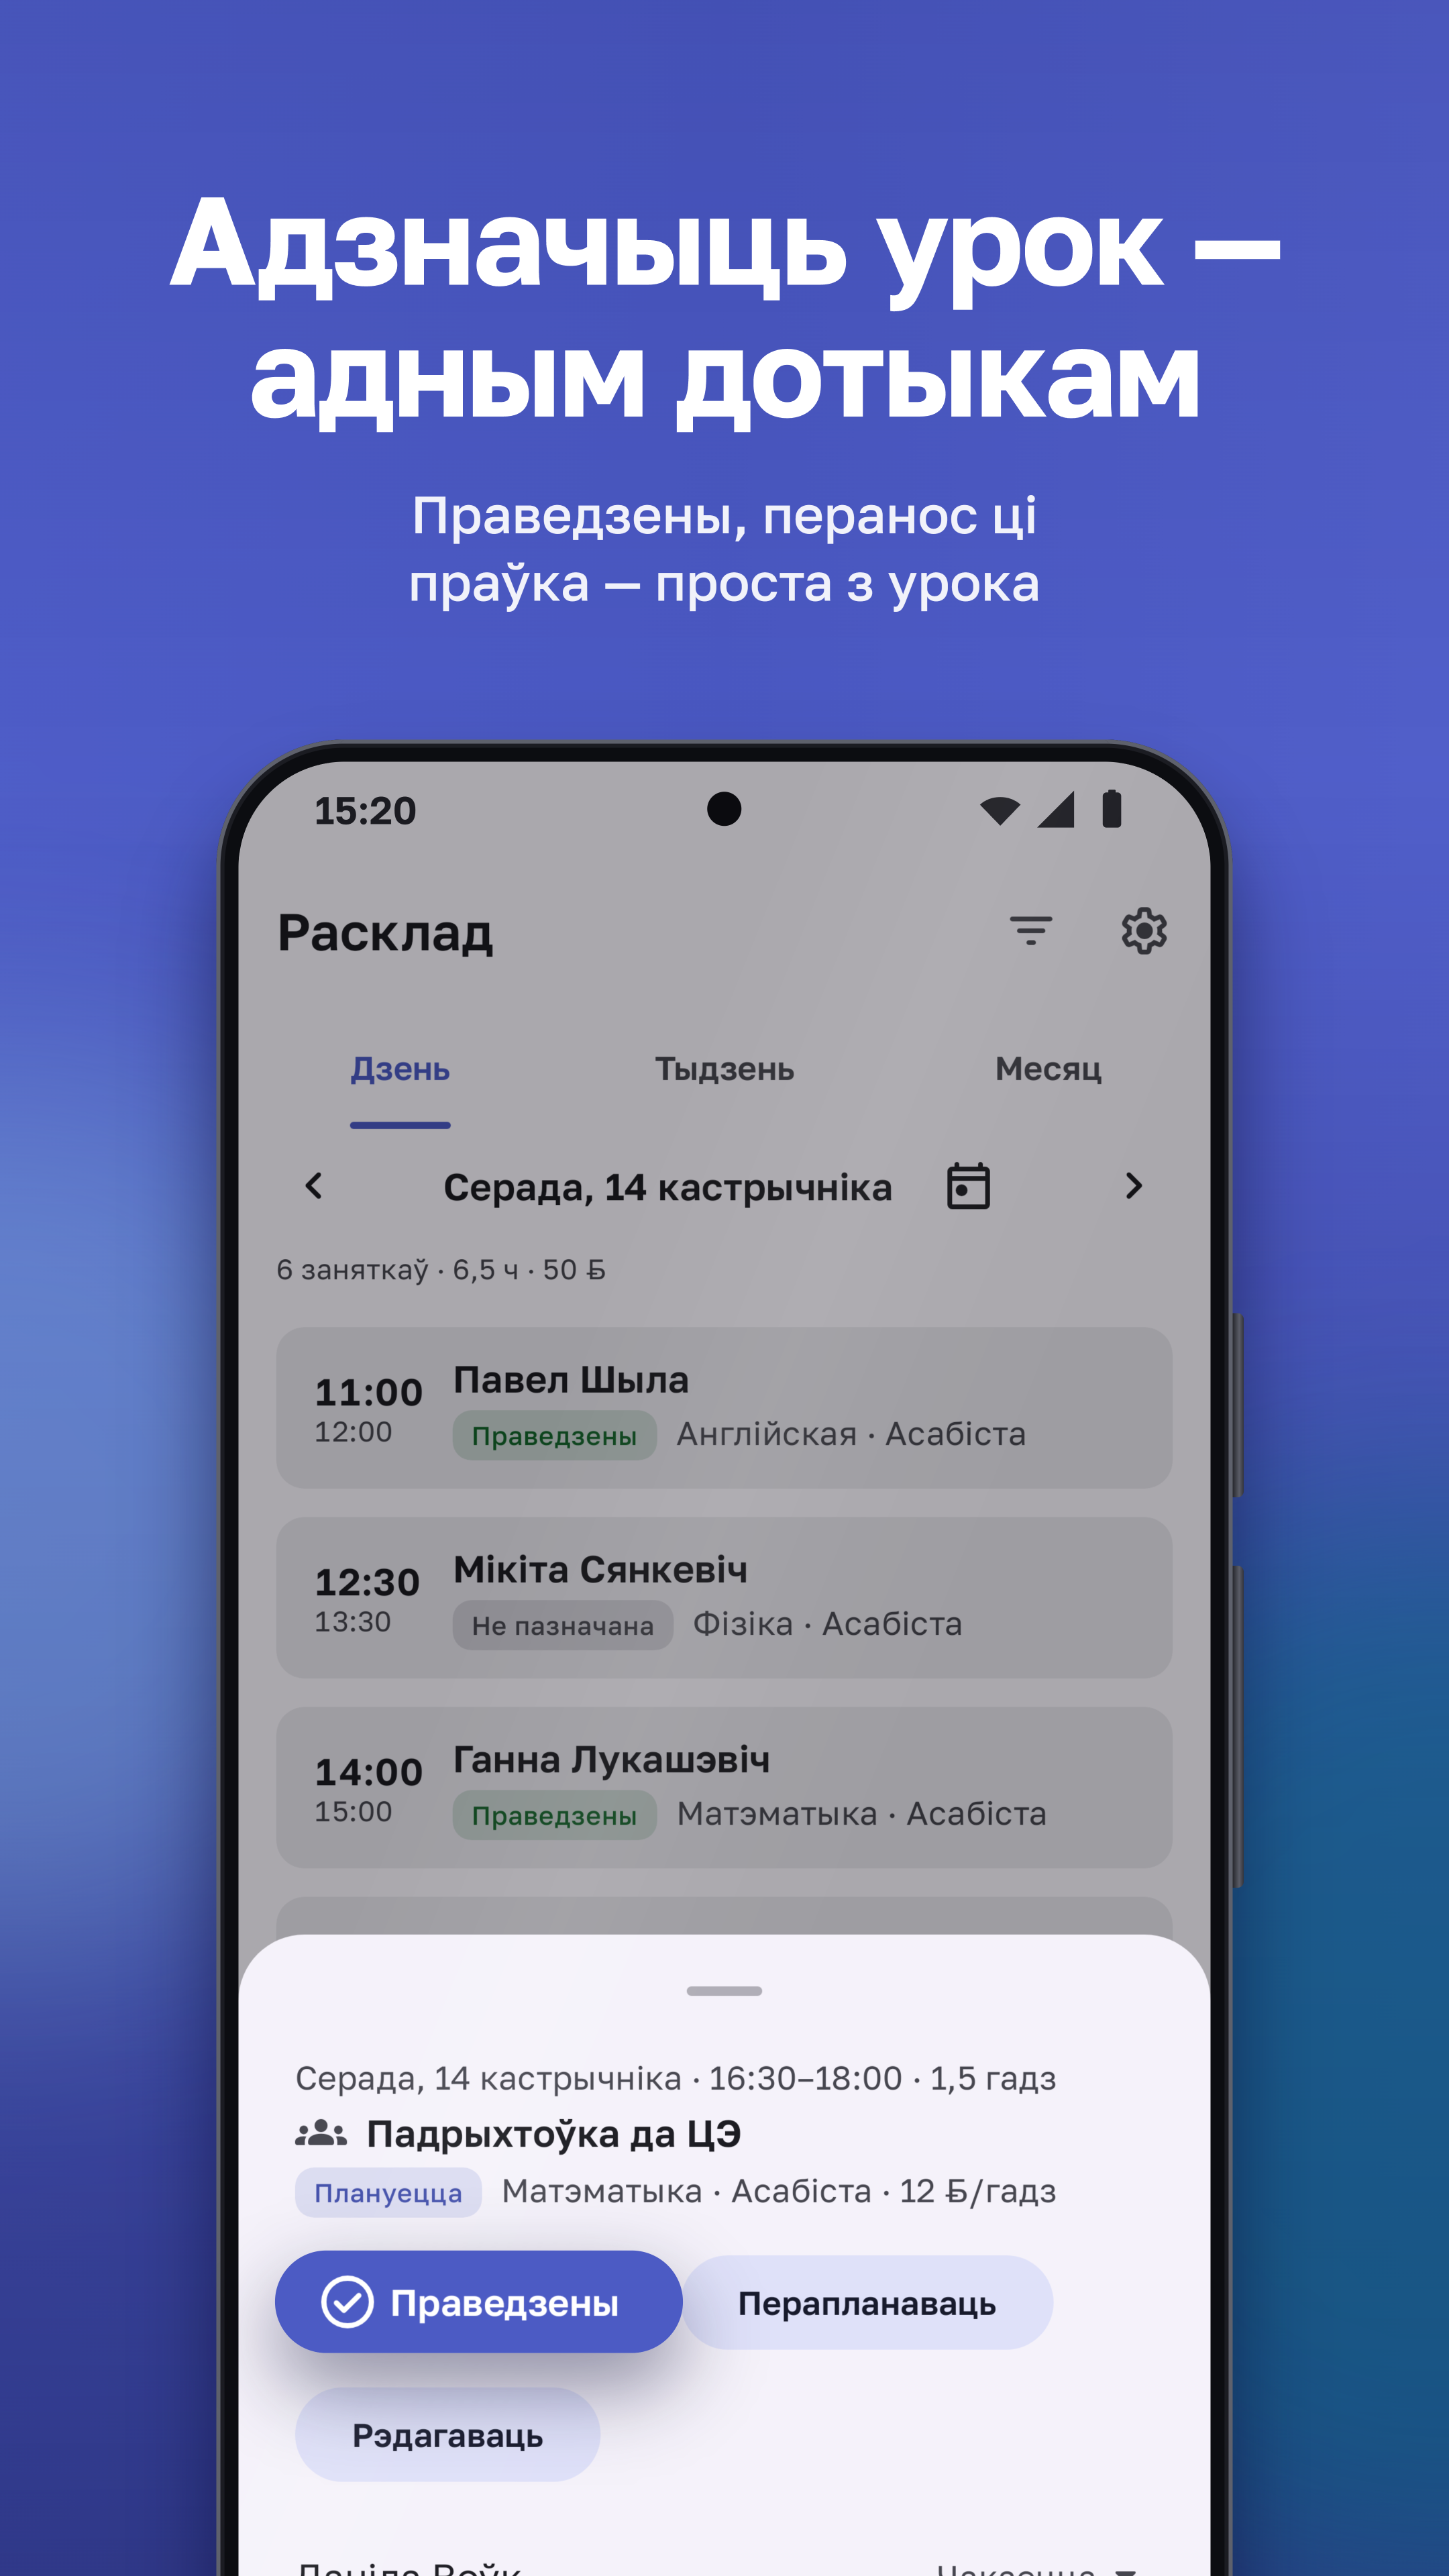 Адзначыць урок —
адным дотыкам
Праведзены, перанос ці
праўка — проста з урока
15:20
Расклад
Дзень
Тыдзень
Месяц
Серада, 14 кастрычніка
6 заняткаў · 6,5 ч · 50 Ƃ
11:00
Павел Шыла
12:00
Праведзены
Англійская · Асабіста
12:30
Мікіта Сянкевіч
13:30
Не пазначана
Фізіка · Асабіста
14:00
Ганна Лукашэвіч
15:00
Праведзены
Матэматыка · Асабіста
Серада, 14 кастрычніка · 16:30–18:00 · 1,5 гадз
Падрыхтоўка да ЦЭ
Плануецца
Матэматыка · Асабіста · 12 Ƃ/гадз
Праведзены
Перапланаваць
Рэдагаваць